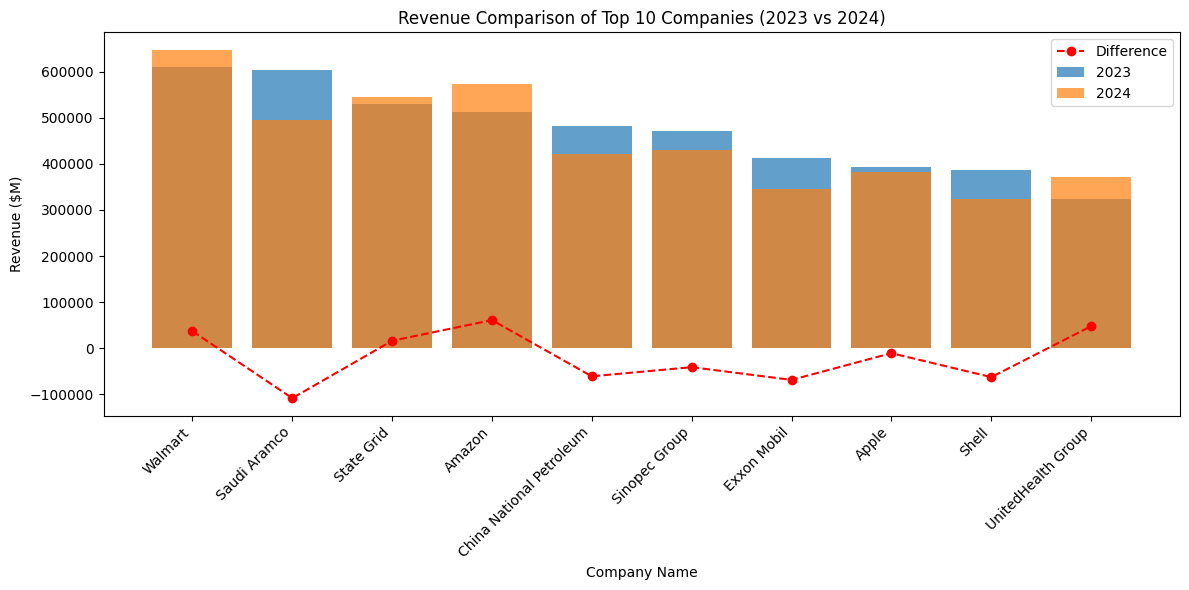 Revenue Comparison of Top 10 Companies (2023 vs 2024)
Difference
2023
2024
Revenue ($M)
600000
500000
400000
300000
200000
100000
0
−100000
Walmart
Saudi Aramco
State Grid
Amazon
China National Petroleum
Sinopec Group
Exxon Mobil
Apple
Shell
UnitedHealth Group
Company Name